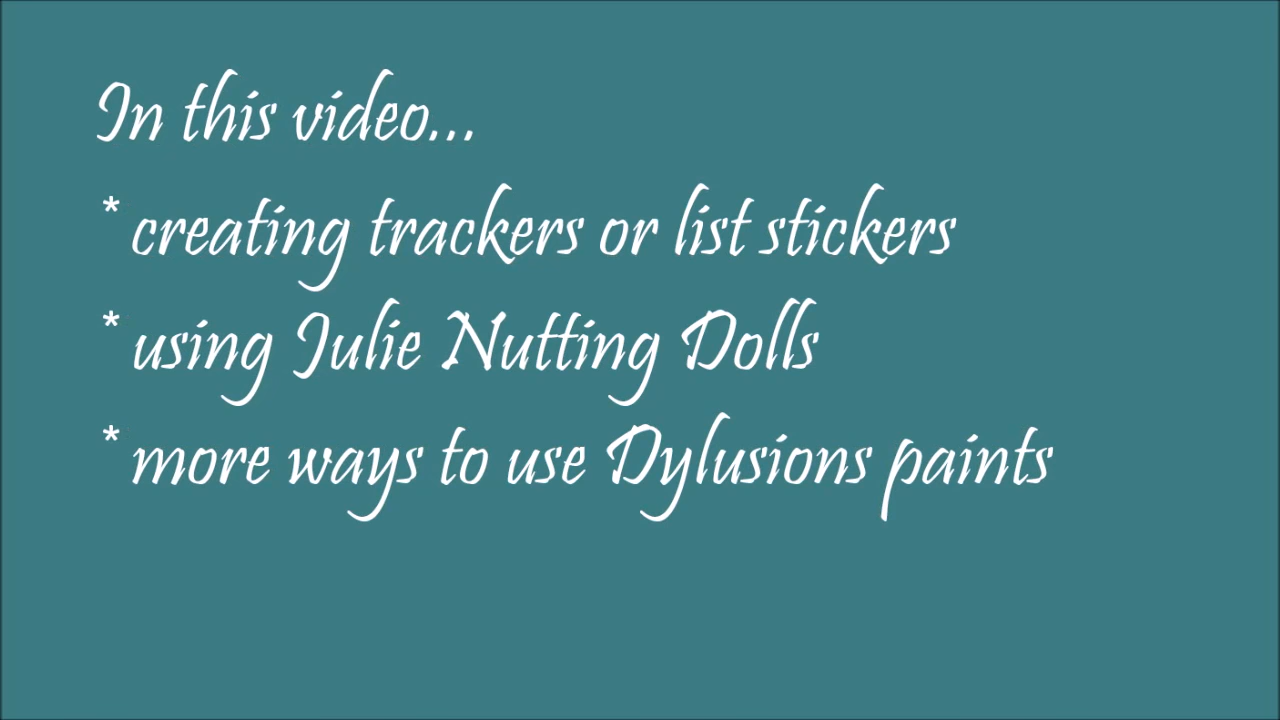 In this video...
* creating trackers or list stickers
* using Julie Nutting Dolls
* more ways to use Dylusions paints